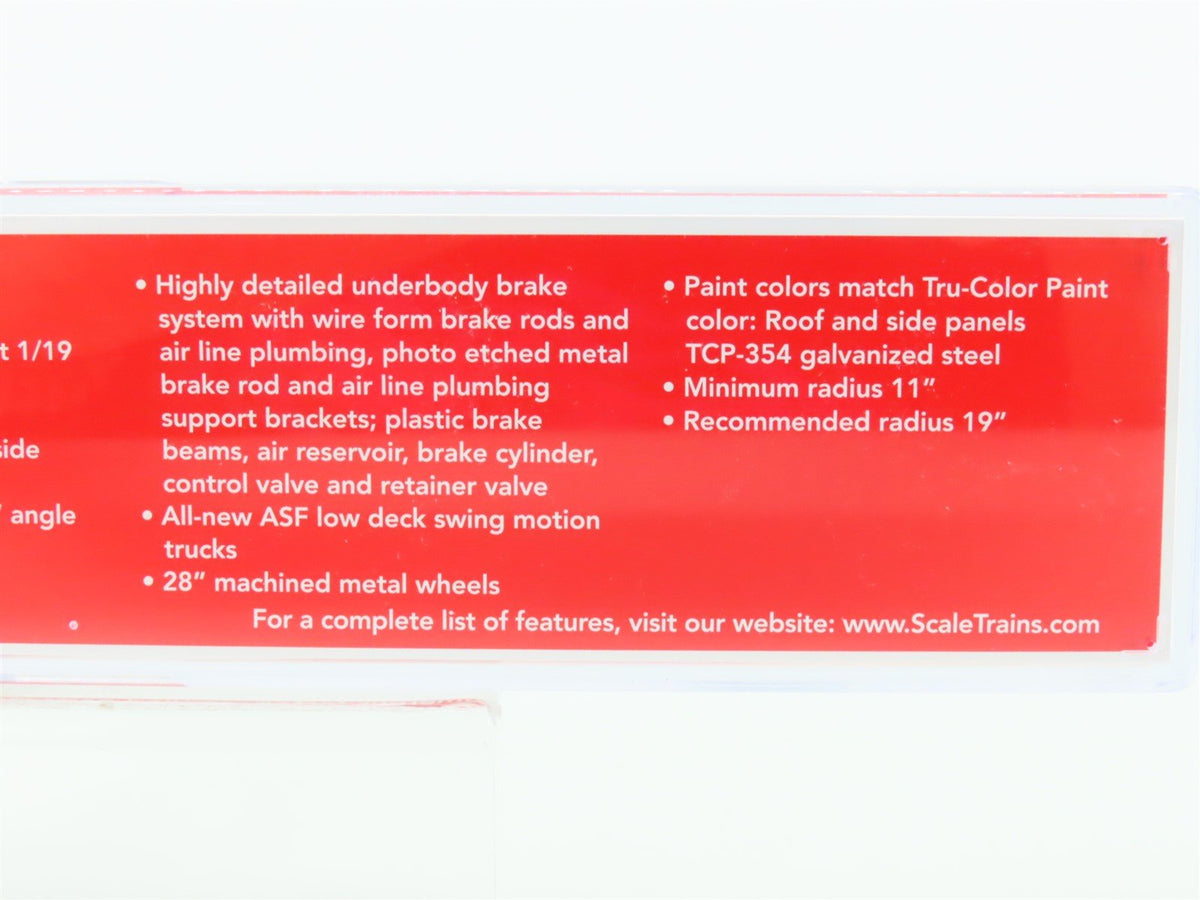 t 1/19
side
angle
• Highly detailed underbody brake
system with wire form brake rods and
air line plumbing, photo etched metal
brake rod and air line plumbing
support brackets; plastic brake
beams, air reservoir, brake cylinder,
control valve and retainer valve
• All-new ASF low deck swing motion
trucks
• 28” machined metal wheels
• Paint colors match Tru-Color Paint
color: Roof and side panels
TCP-354 galvanized steel
• Minimum radius 11”
• Recommended radius 19”
For a complete list of features, visit our website: www.ScaleTrains.com